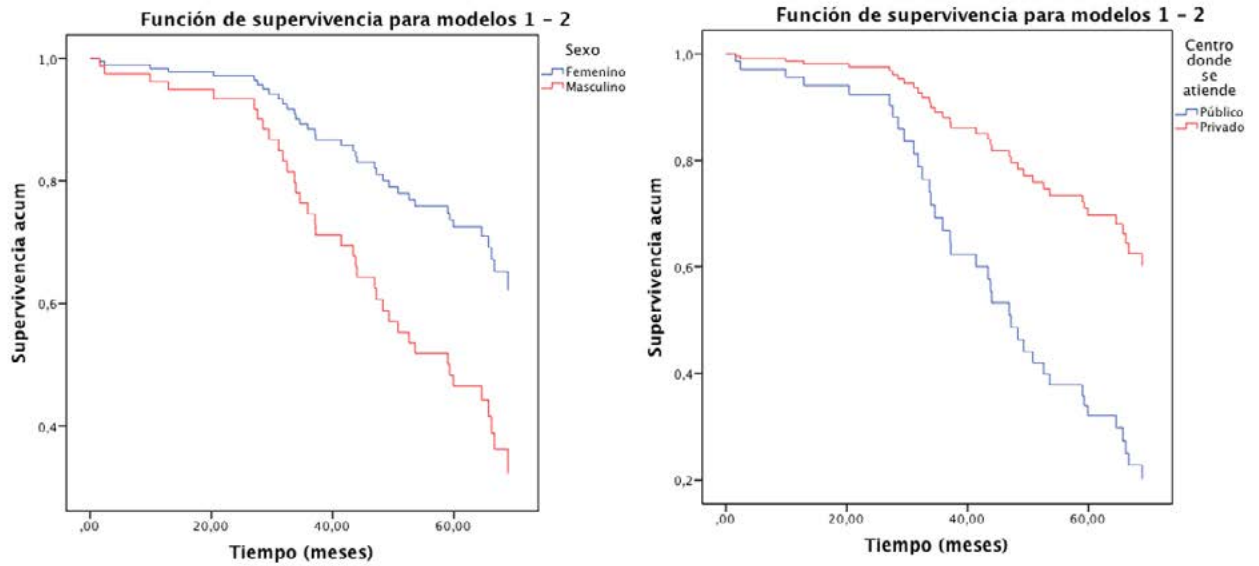 Función de supervivencia para modelos 1 - 2
Sexo
Femenino
Masculino
1,0
0,8
0,6
0,4
,00
20,00
40,00
60,00
Supervivencia acum
Tiempo (meses)
Función de supervivencia para modelos 1 - 2
Centro
donde
se
atiende
Público
Privado
1,0
0,8
0,6
0,4
0,2
,00
20,00
40,00
60,00
Supervivencia acum
Tiempo (meses)